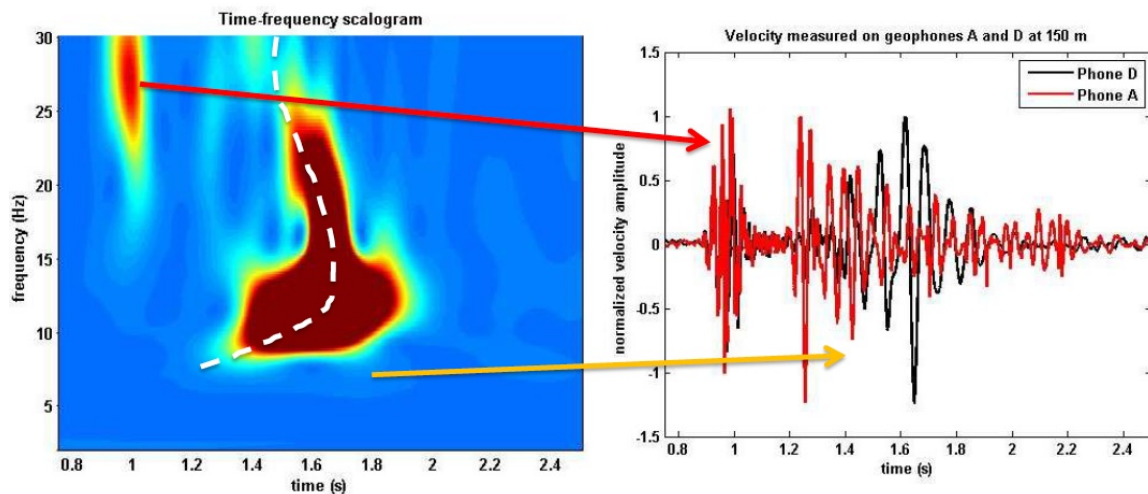 Time-frequency scalogram
30
25
20
15
10
5
frequency (Hz)
0.8 1 1.2 1.4 1.6 1.8 2 2.2 2.4
time (s)
Velocity measured on geophones A and D at 150 m
1.5
1
0.5
0
-0.5
-1
-1.5
normalized velocity amplitude
Phone D
Phone A
0.8 1 1.2 1.4 1.6 1.8 2 2.2 2.4
time (s)